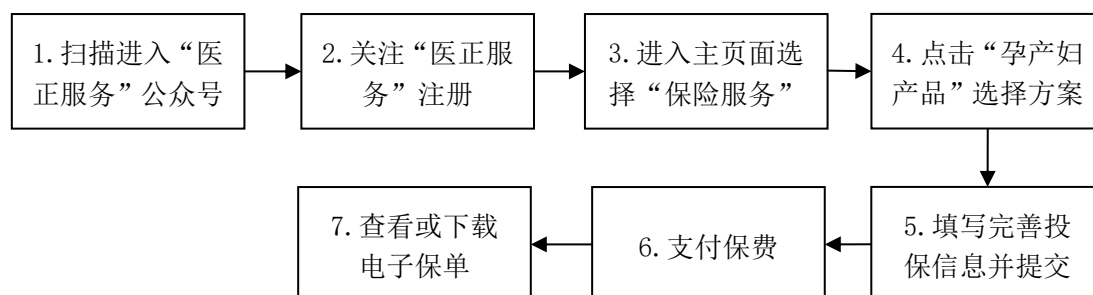 1.扫描进入“医
正服务”公众号
2.关注“医正服
务”注册
3.进入主页面选
择“保险服务”
4.点击“孕产妇
产品”选择方案
5.填写完善投
保信息并提交
6.支付保费
7.查看或下载
电子保单